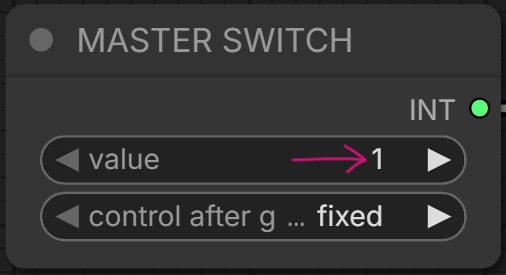 MASTER SWITCH
INT
value 1
control after g ... fixed